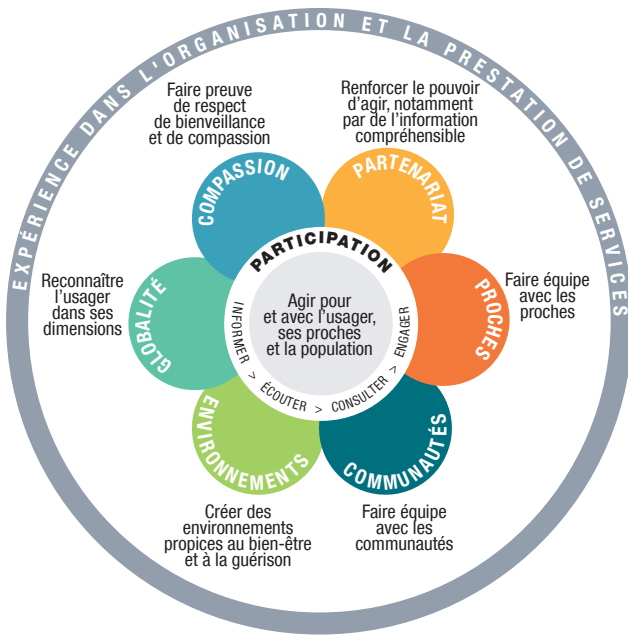 EXPÉRIENCE DANS L'ORGANISATION ET LA PRESTATION DE SERVICES
Faire preuve
de respect
de bienveillance
et de compassion
Renforcer le pouvoir
d'agir, notamment
par de l'information
compréhensible
COMPASSION
PARTENARIAT
PARTICIPATION
Reconnaître
l'usager
dans ses
dimensions
GLOBALITÉ
Agir pour
et avec l'usager,
ses proches
et la population
INFORMER > ÉCOUTER > CONSULTER > ENGAGER
PROCHES
Faire équipe
avec les
proches
ENVIRONNEMENTS
COMMUNAUTÉS
Créer des
environnements
propices au bien-être
et à la guérison
Faire équipe
avec les
communautés